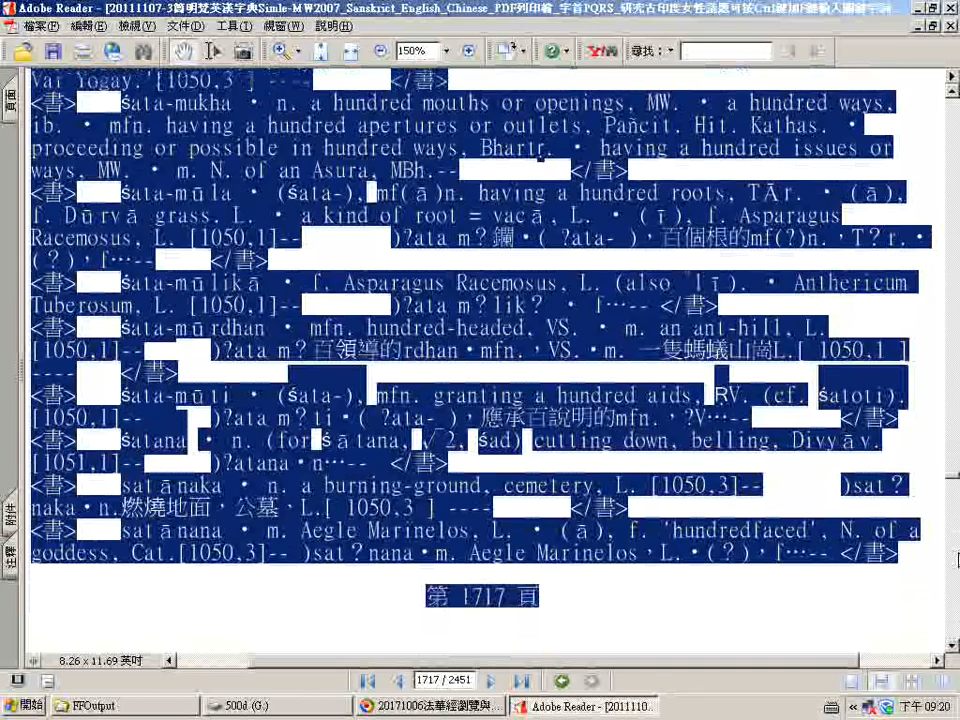 Adobe Reader - [20111107-3簡明梵英漢字典Simle-MW2007_Sanskrict_English_Chinese_PDF列印檔_字首PQRS_研究古印度女性話題可按Ctrl鍵加F鍵輸入關鍵字詞
檔案(F) 編輯(E) 檢視(V) 文件(D) 工具(T) 視窗(W) 說明(H)
150% 尋找：
頁面
Vai Yogay.'[1050,3 ] ---- </書>
<書> śata-mukha • n. a hundred mouths or openings, MW. • a hundred ways,
ib. • mfn. having a hundred apertures or outlets, Pañcit. Hit. Kathas. •
proceeding or possible in hundred ways, Bhartṛ. • having a hundred issues or
ways, MW. • m. N. of an Asura, MBh.-- </書>
<書> śata-mūla (śata-), mf(ā)n. having a hundred roots, TĀr. • (ā),
f. Dūrvā grass. L. • a kind of root = vacā, L. • (ī), f. Asparagus
Racemosus, L. [1050,1]-- )?ata m?鑭‧( ?ata- )，百個根的mf(?)n.，T？r.‧
(？)，f…-- </書>
<書> śata-mūlikā • f. Asparagus Racemosus, L. (also °lī). • Anthericum
Tuberosum, L. [1050,1]-- )?ata m？lik？ ‧ f…-- </書>
<書> śata-mūrdhan • mfn. hundred-headed, VS. • m. an ant-hill, L.
[1050,1]-- )?ata m？百領導的rdhan‧mfn.，VS.‧m. 一隻螞蟻山崗L.[ 1050,1 ]
---- </書>
<書> śata-mūti • (śata-), mfn. granting a hundred aids, ṚV. (cf. śatoti).
[1050,1]-- )?ata m？ti‧( ?ata- )，應承百說明的mfn.，?V…-- </書>
<書> śatana • n. (for śātana, √ 2. śad) cutting down, belling, Divyāv.
[1051,1]-- )?atana‧n…-- </書>
<書> satānaka • n. a burning-ground, cemetery, L. [1050,3]-- )sat？
naka‧n.燃燒地面，公墓，L.[ 1050,3 ] ---- </書>
<書> satānana • m. Aegle Marinelos, L. • (ā), f. 'hundredfaced', N. of a
goddess, Cat.[1050,3]-- )sat？nana‧m. Aegle Marinelos，L.‧(？)，f…-- </書>
第 1717 頁
附件
註釋
8.26 x 11.69 英吋
1717 / 2451
開始 FFOutput 500d (G:) 20171006法華經瀏覽與... Adobe Reader - [2011110... 下午 09:20